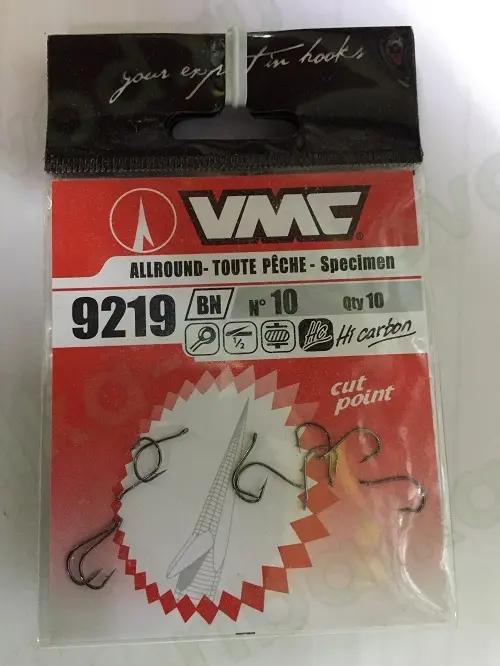 your expert in hooks
VMC®
ALLROUND- TOUTE PÊCHE - Specimen
9219 BN N° 10 Qty 10
1/2 HC Hi carbon
cut
point